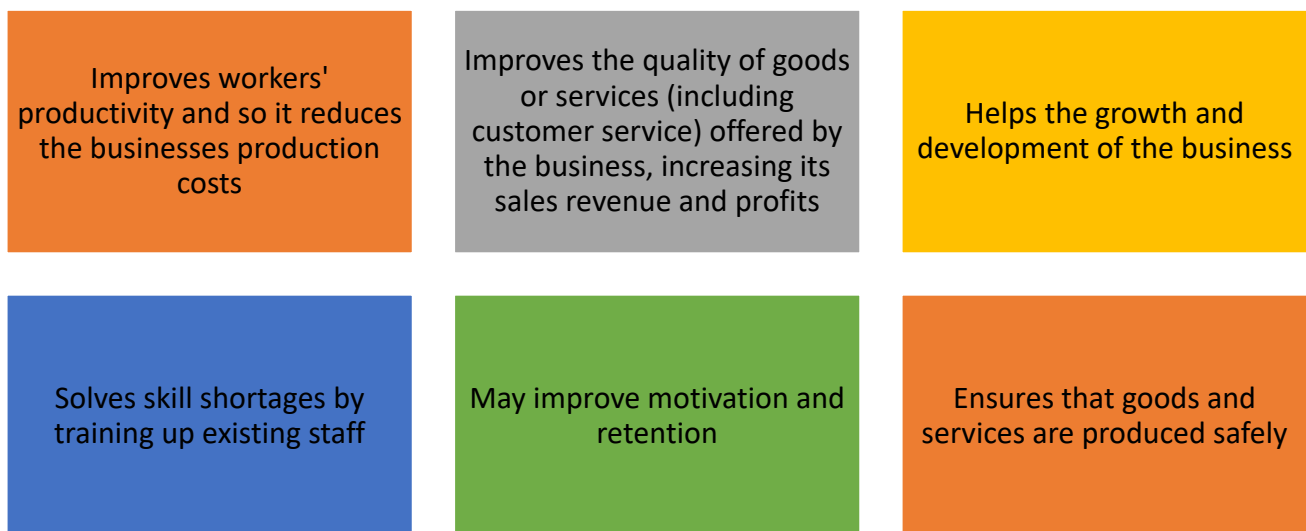 Improves workers'
productivity and so it reduces
the businesses production
costs
Improves the quality of goods
or services (including
customer service) offered by
the business, increasing its
sales revenue and profits
Helps the growth and
development of the business
Solves skill shortages by
training up existing staff
May improve motivation and
retention
Ensures that goods and
services are produced safely